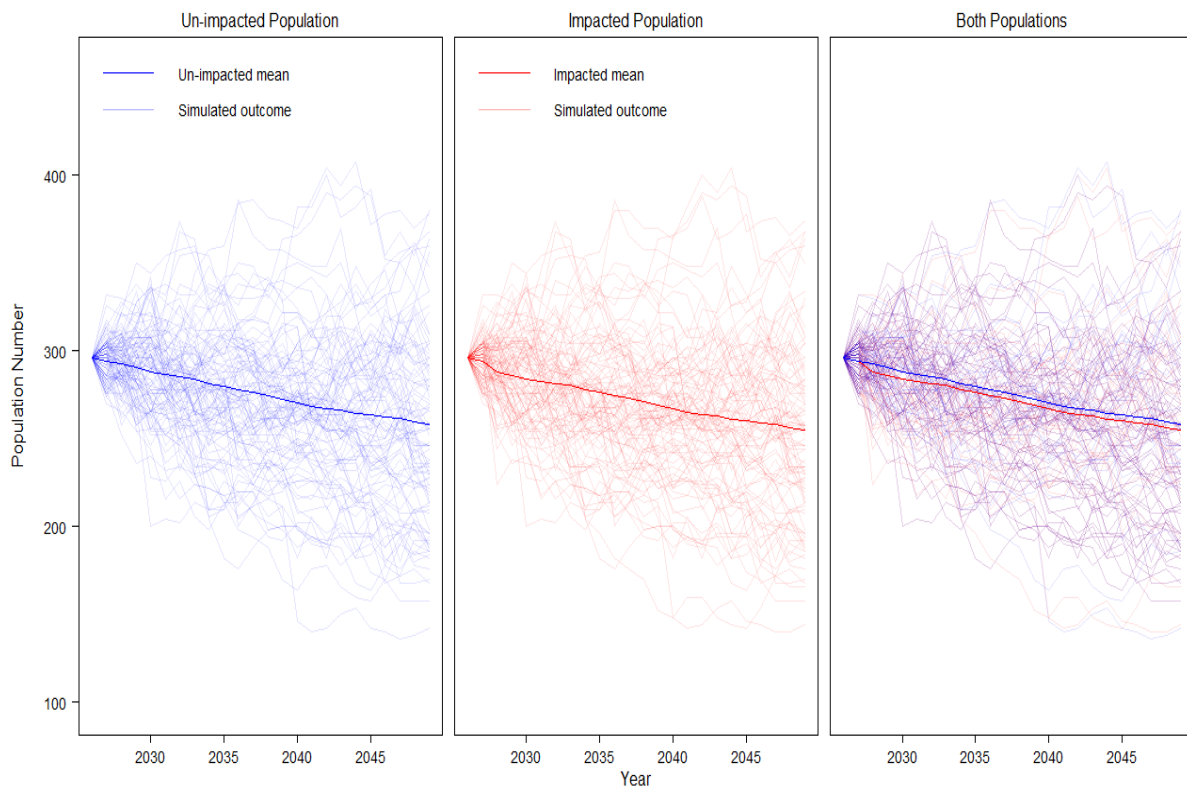 Un-impacted Population
Impacted Population
Both Populations
Un-impacted mean
Simulated outcome
Impacted mean
Simulated outcome
Population Number
400
300
200
100
2030 2035 2040 2045
2030 2035 2040 2045
2030 2035 2040 2045
Year